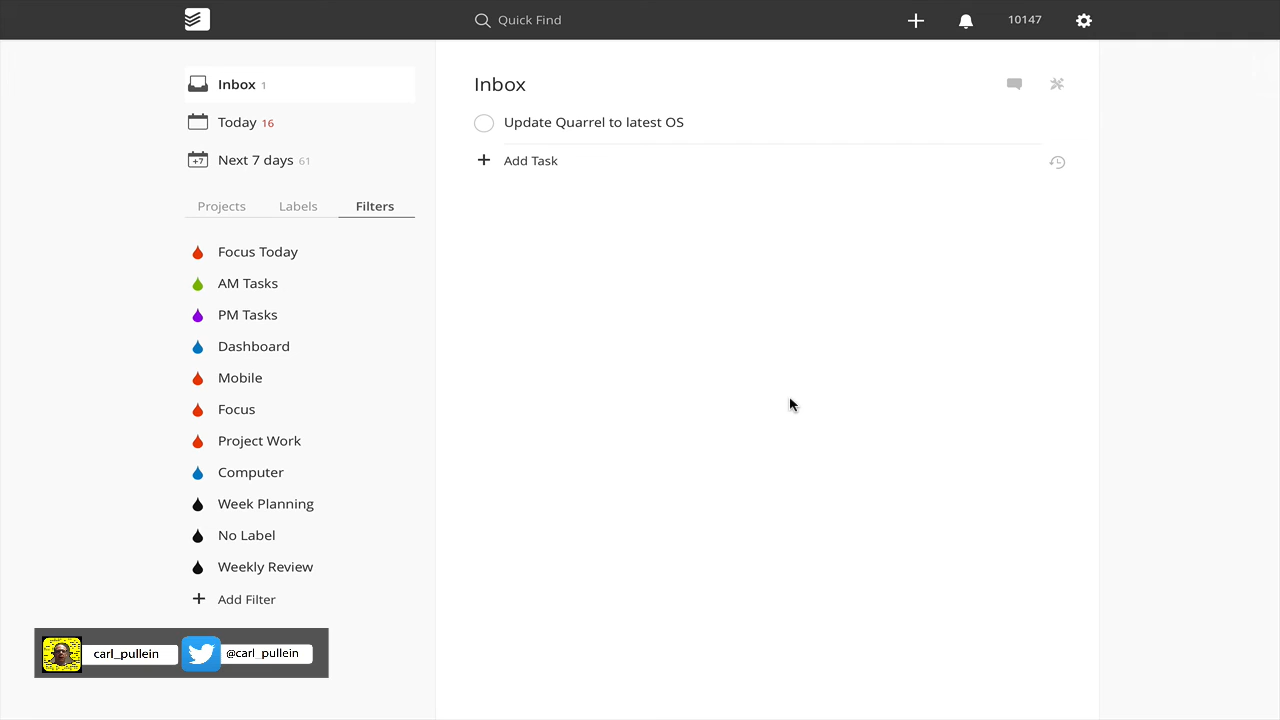 Quick Find
10147
Inbox 1
Today 16
+7 Next 7 days 61
Projects Labels Filters
Focus Today
AM Tasks
PM Tasks
Dashboard
Mobile
Focus
Project Work
Computer
Week Planning
No Label
Weekly Review
+ Add Filter
Inbox
Update Quarrel to latest OS
+ Add Task
carl_pullein
@carl_pullein